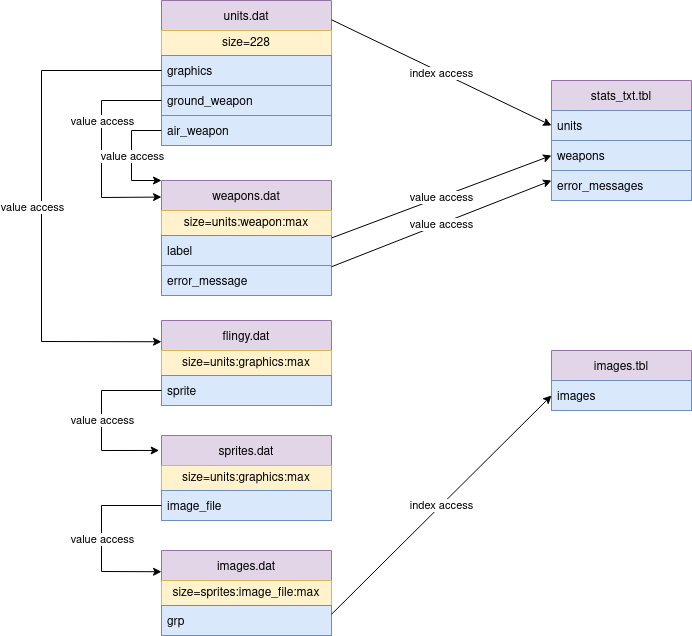 units.dat
size=228
graphics
ground_weapon
air_weapon
index access
stats_txt.tbl
units
weapons
error_messages
value access
value access
value access
weapons.dat
size=units:weapon:max
label
error_message
value access
value access
flingy.dat
size=units:graphics:max
sprite
images.tbl
images
value access
sprites.dat
size=units:graphics:max
image_file
index access
value access
images.dat
size=sprites:image_file:max
grp